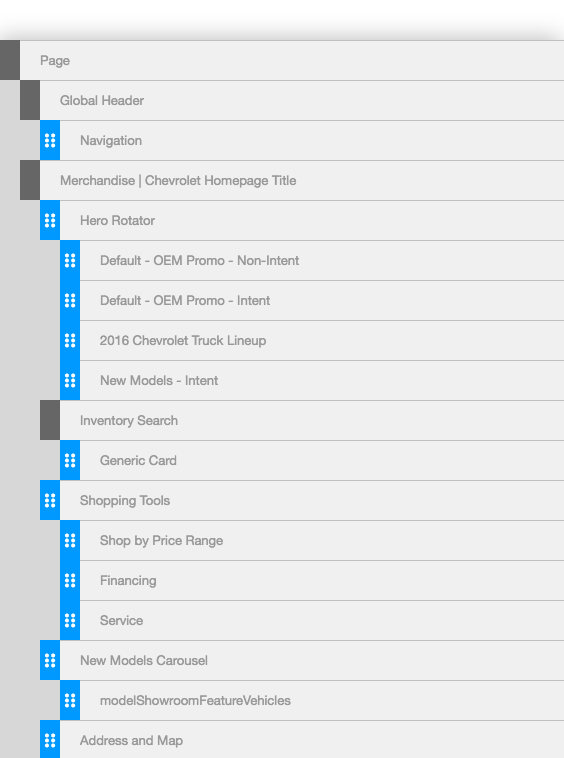 Page
Global Header
Navigation
Merchandise | Chevrolet Homepage Title
Hero Rotator
Default - OEM Promo - Non-Intent
Default - OEM Promo - Intent
2016 Chevrolet Truck Lineup
New Models - Intent
Inventory Search
Generic Card
Shopping Tools
Shop by Price Range
Financing
Service
New Models Carousel
modelShowroomFeatureVehicles
Address and Map